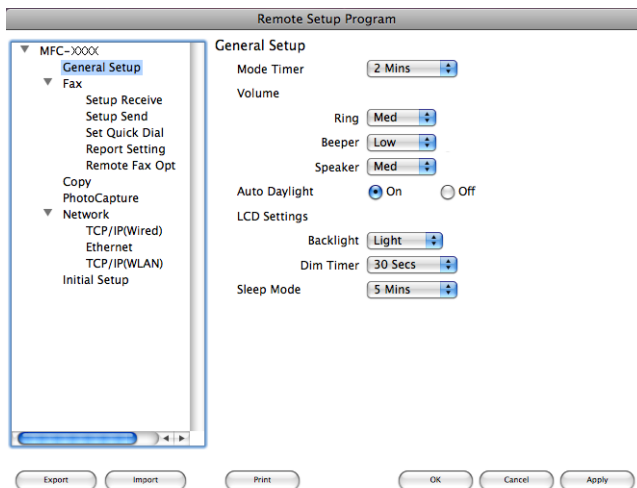 Remote Setup Program
MFC-XXXX
General Setup
Fax
Setup Receive
Setup Send
Set Quick Dial
Report Setting
Remote Fax Opt
Copy
PhotoCapture
Network
TCP/IP(Wired)
Ethernet
TCP/IP(WLAN)
Initial Setup
General Setup
Mode Timer 2 Mins
Volume
Ring Med
Beeper Low
Speaker Med
Auto Daylight On Off
LCD Settings
Backlight Light
Dim Timer 30 Secs
Sleep Mode 5 Mins
Export Import Print OK Cancel Apply